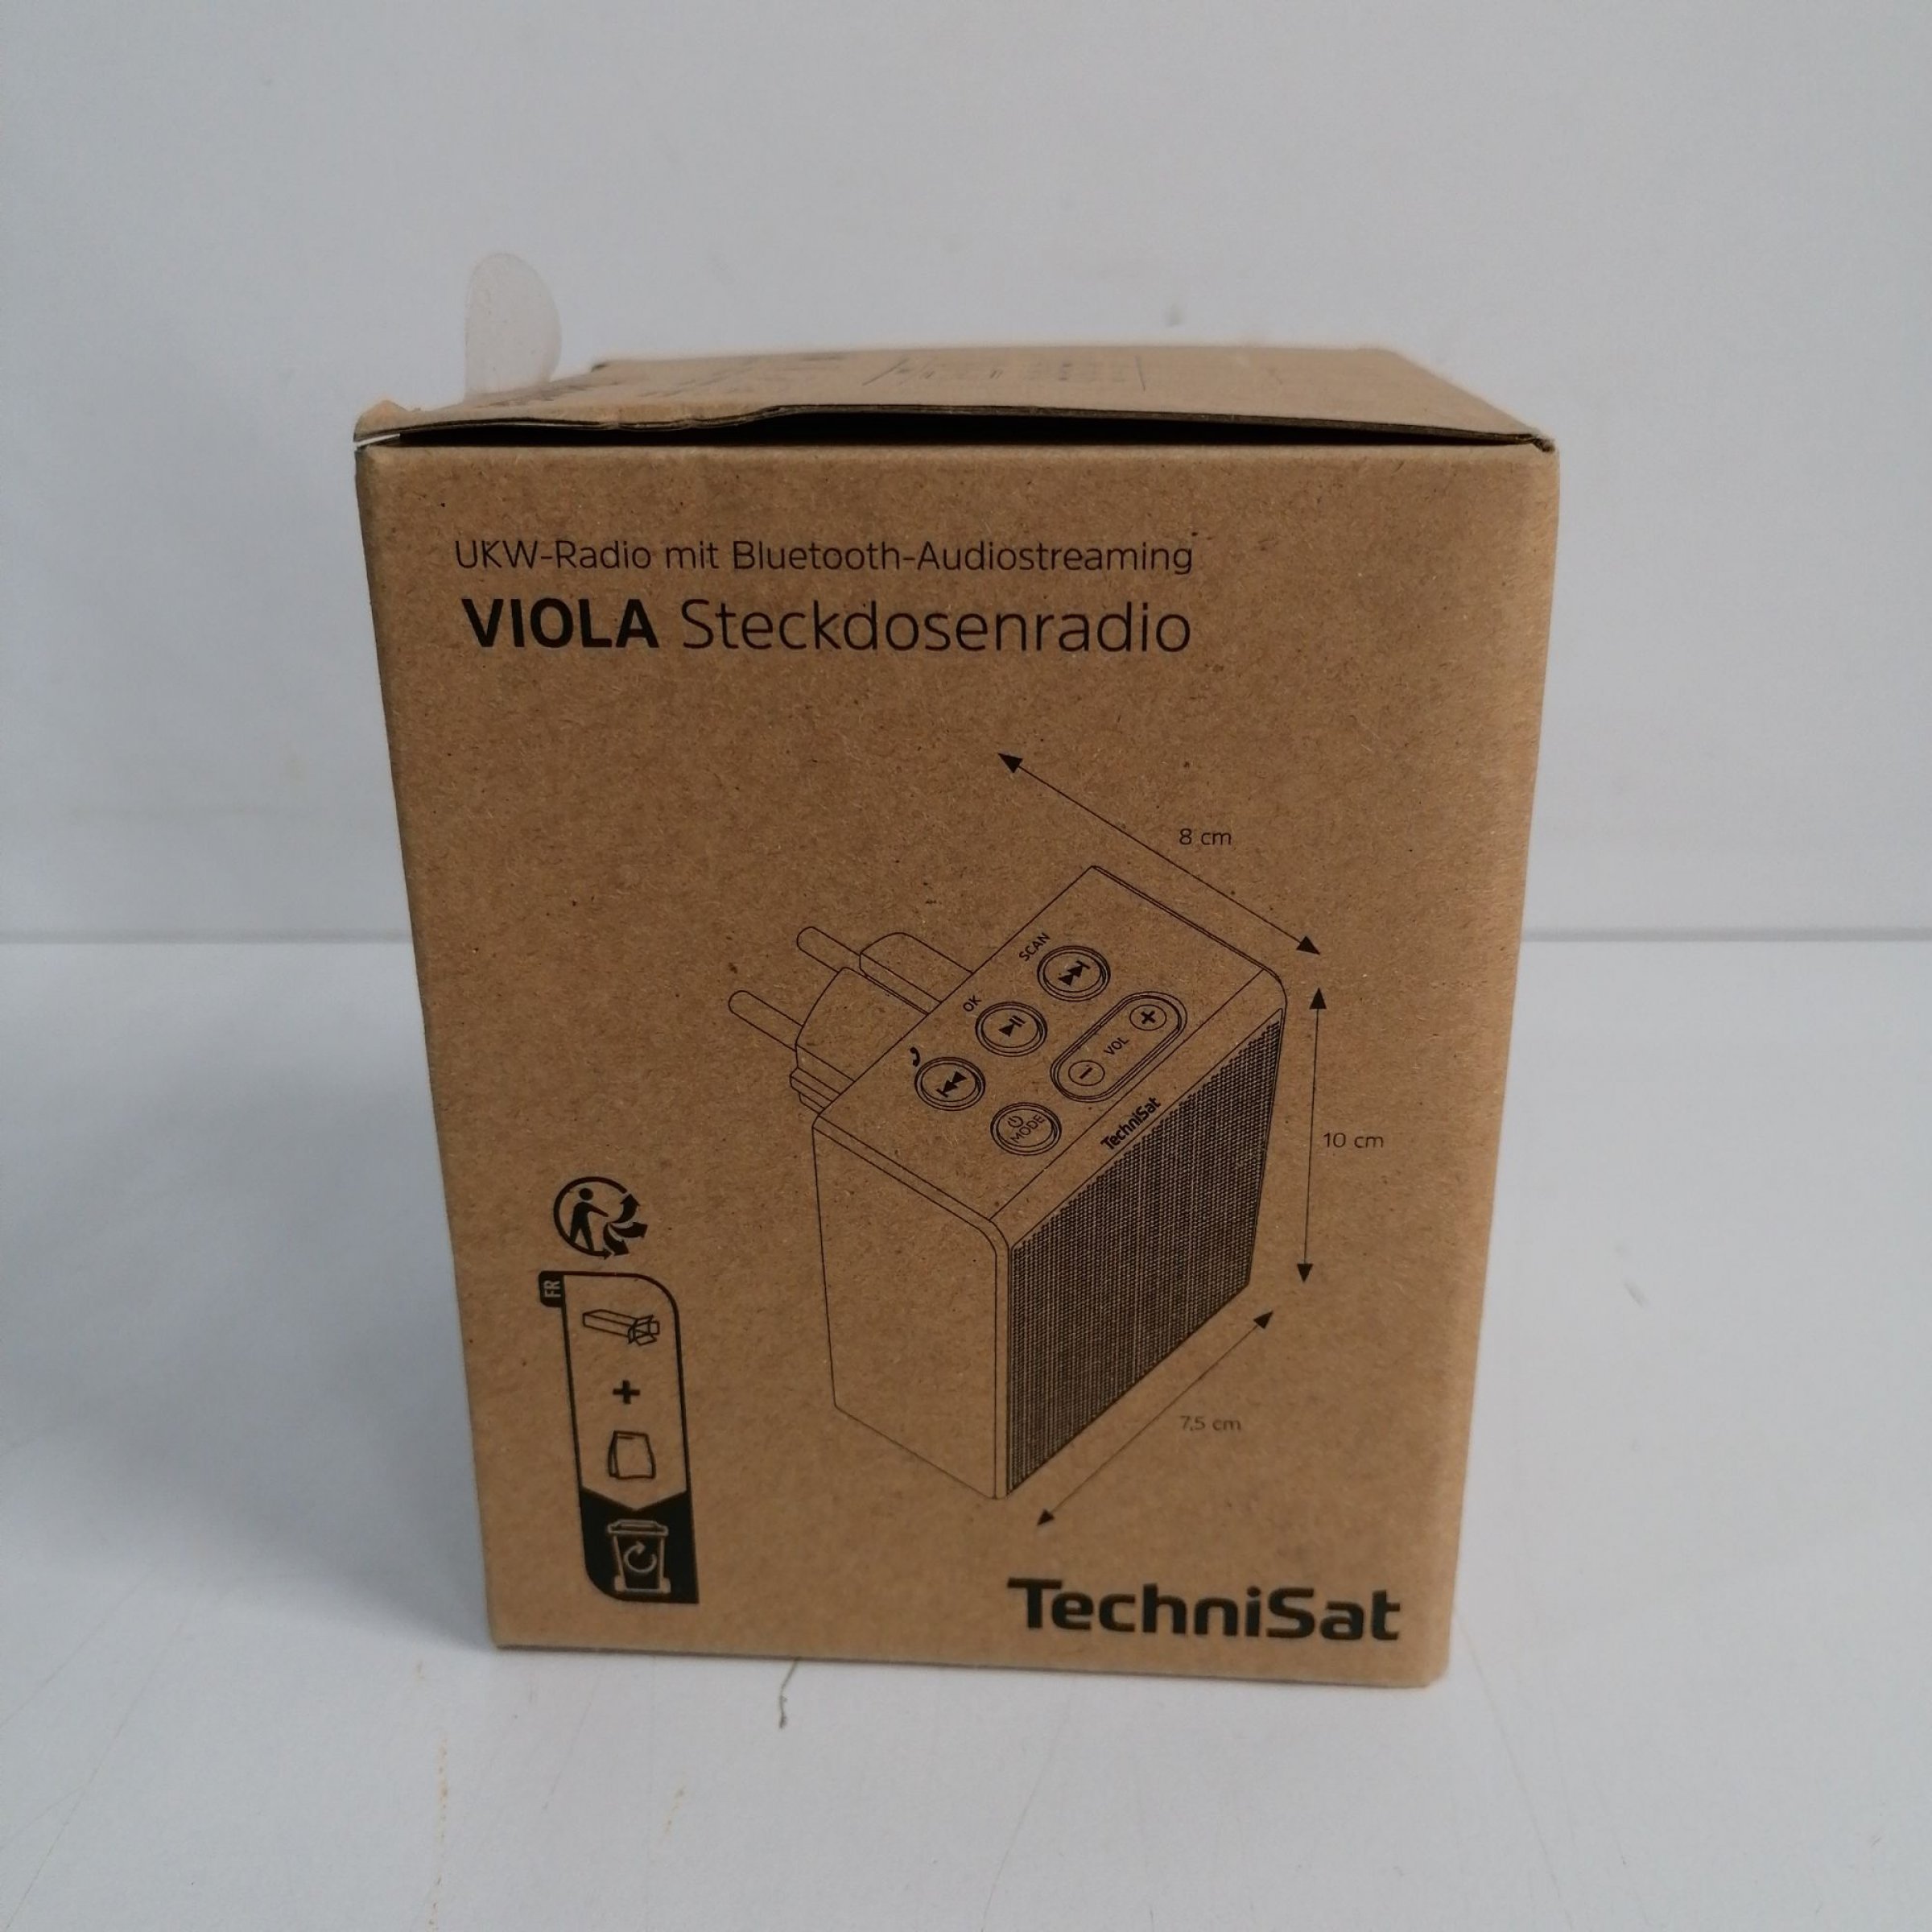 UKW-Radio mit Bluetooth-Audiostreaming
VIOLA Steckdosenradio
8 cm
SCAN
OK
VOL
MODE
TechniSat
10 cm
FR
7,5 cm
TechniSat